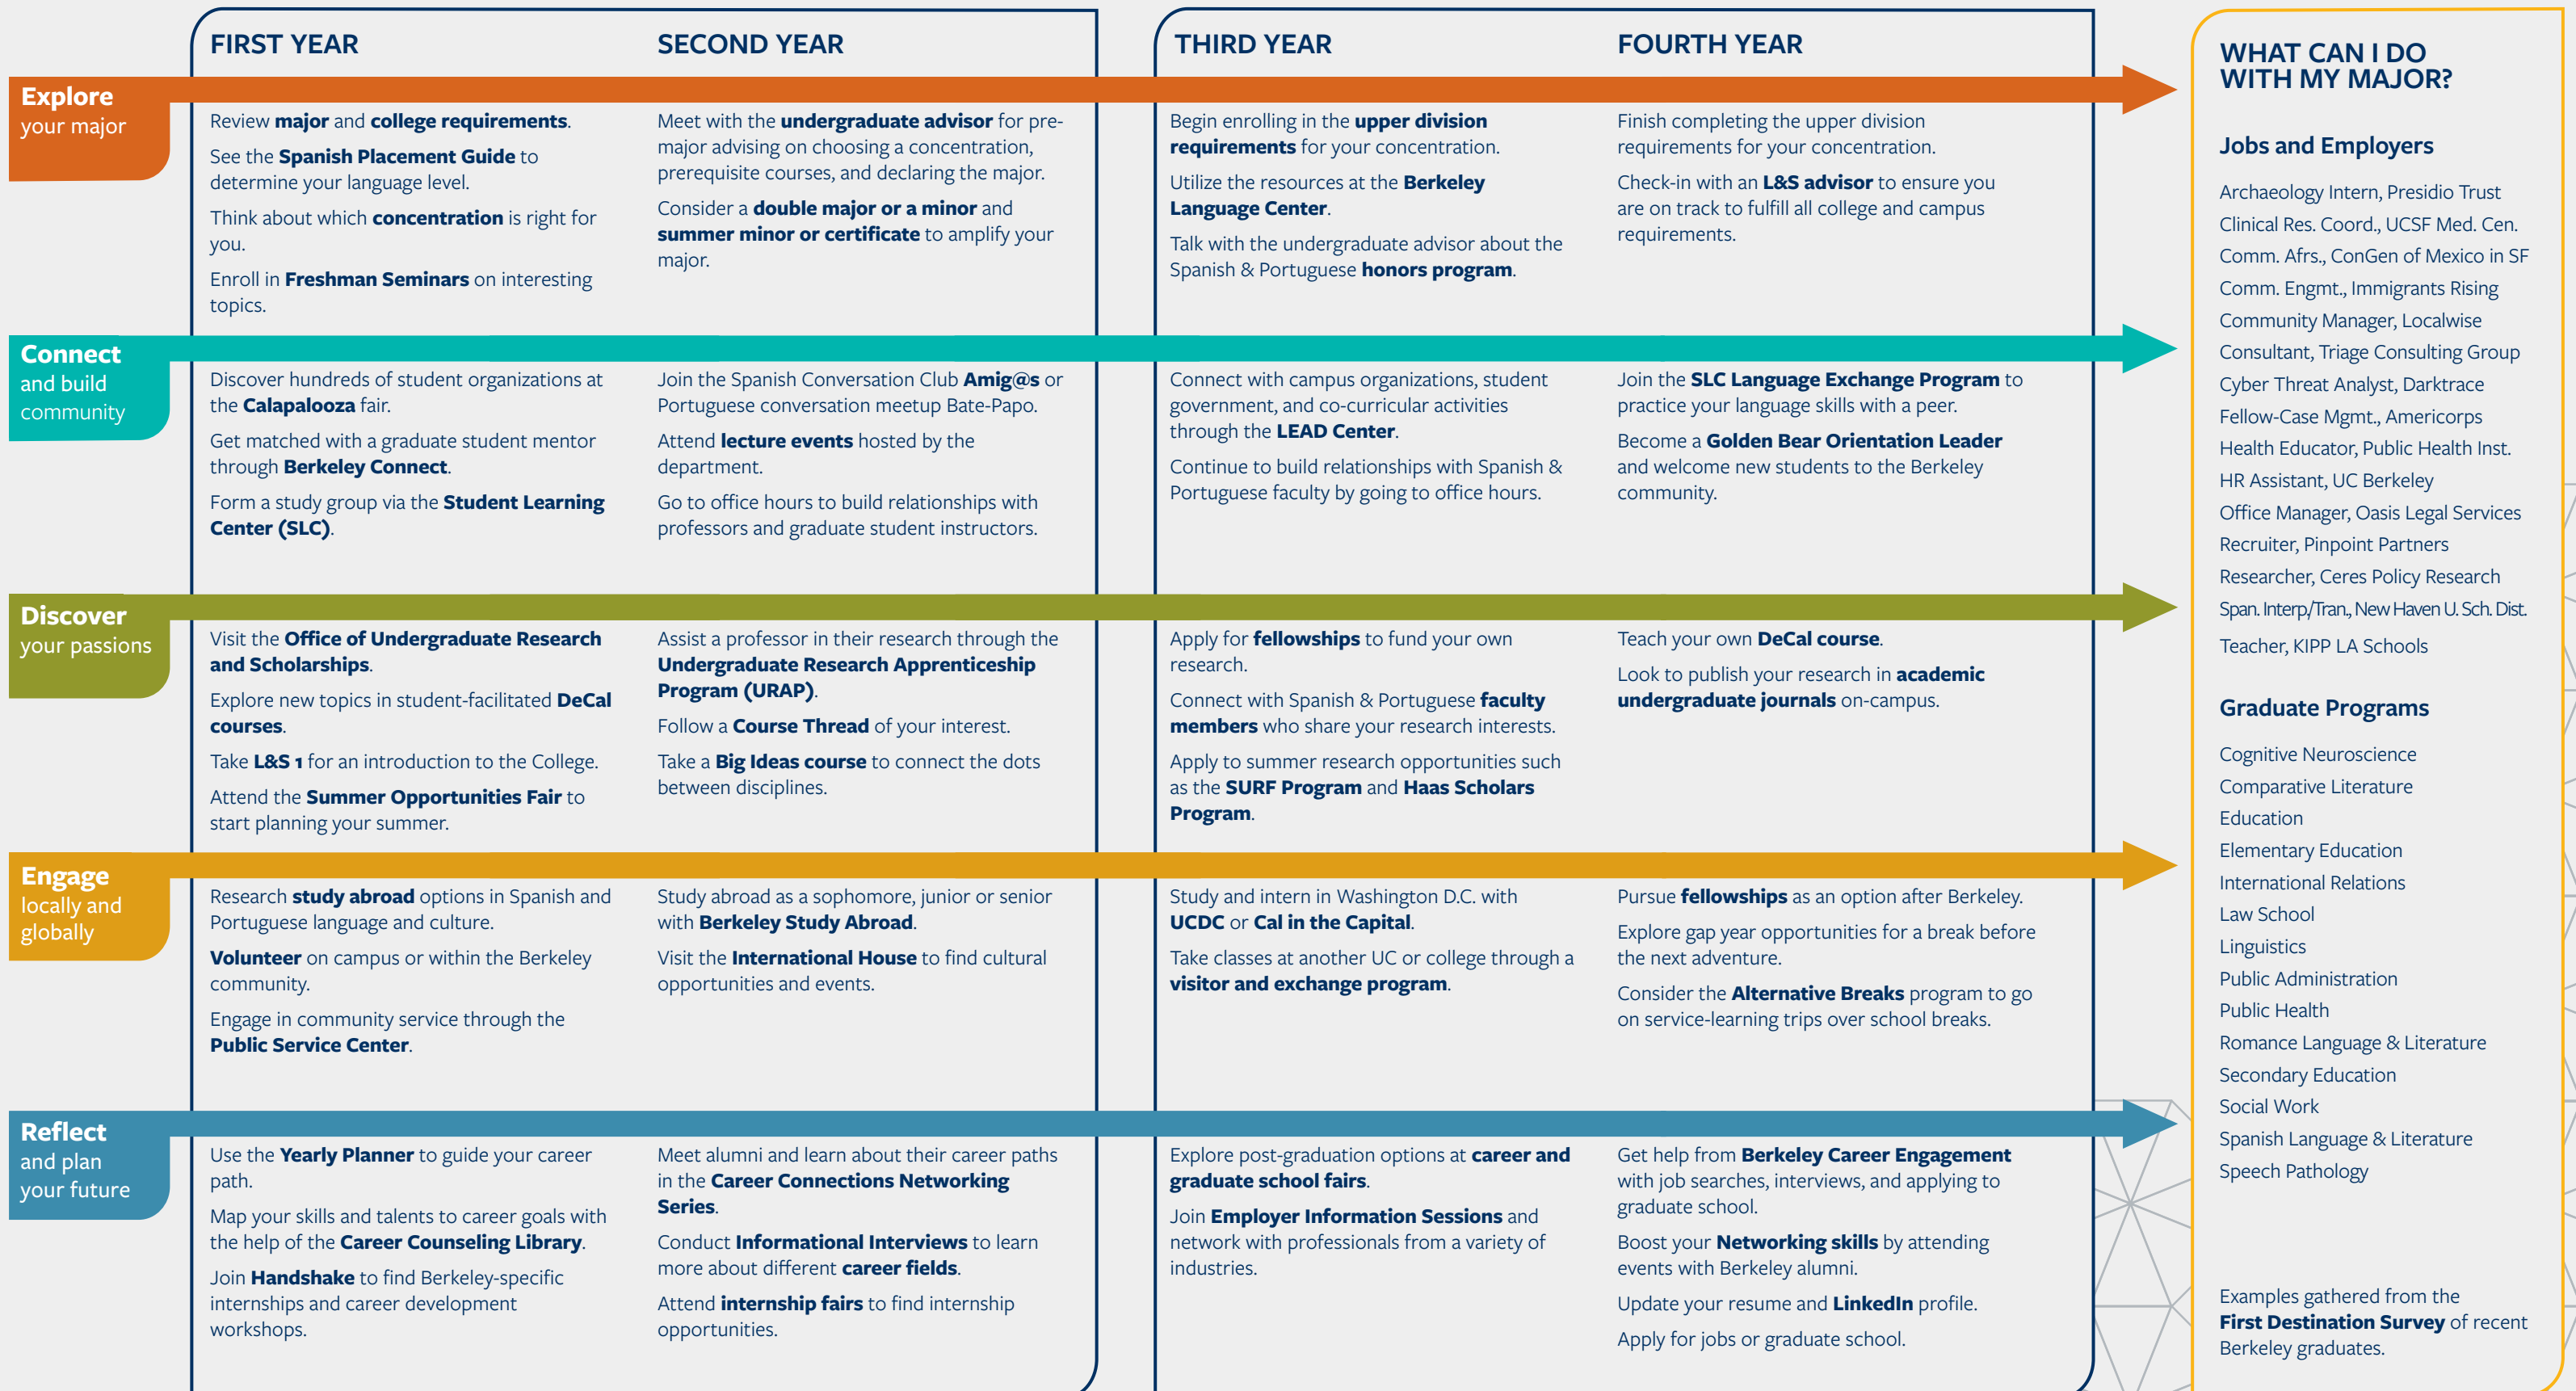 FIRST YEAR
SECOND YEAR
THIRD YEAR
FOURTH YEAR
Explore
your major
Review major and college requirements.
See the Spanish Placement Guide to
determine your language level.
Think about which concentration is right for
you.
Enroll in Freshman Seminars on interesting
topics.
Meet with the undergraduate advisor for pre-
major advising on choosing a concentration,
prerequisite courses, and declaring the major.
Consider a double major or a minor and
summer minor or certificate to amplify your
major.
Begin enrolling in the upper division
requirements for your concentration.
Utilize the resources at the Berkeley
Language Center.
Talk with the undergraduate advisor about the
Spanish & Portuguese honors program.
Finish completing the upper division
requirements for your concentration.
Check-in with an L&S advisor to ensure you
are on track to fulfill all college and campus
requirements.
Connect
and build
community
Discover hundreds of student organizations at
the Calapalooza fair.
Get matched with a graduate student mentor
through Berkeley Connect.
Form a study group via the Student Learning
Center (SLC).
Join the Spanish Conversation Club Amig@s or
Portuguese conversation meetup Bate-Papo.
Attend lecture events hosted by the
department.
Go to office hours to build relationships with
professors and graduate student instructors.
Connect with campus organizations, student
government, and co-curricular activities
through the LEAD Center.
Continue to build relationships with Spanish &
Portuguese faculty by going to office hours.
Join the SLC Language Exchange Program to
practice your language skills with a peer.
Become a Golden Bear Orientation Leader
and welcome new students to the Berkeley
community.
Discover
your passions
Visit the Office of Undergraduate Research
and Scholarships.
Explore new topics in student-facilitated DeCal
courses.
Take L&S 1 for an introduction to the College.
Attend the Summer Opportunities Fair to
start planning your summer.
Assist a professor in their research through the
Undergraduate Research Apprenticeship
Program (URAP).
Follow a Course Thread of your interest.
Take a Big Ideas course to connect the dots
between disciplines.
Apply for fellowships to fund your own
research.
Connect with Spanish & Portuguese faculty
members who share your research interests.
Apply to summer research opportunities such
as the SURF Program and Haas Scholars
Program.
Teach your own DeCal course.
Look to publish your research in academic
undergraduate journals on-campus.
Engage
locally and
globally
Research study abroad options in Spanish and
Portuguese language and culture.
Volunteer on campus or within the Berkeley
community.
Engage in community service through the
Public Service Center.
Study abroad as a sophomore, junior or senior
with Berkeley Study Abroad.
Visit the International House to find cultural
opportunities and events.
Study and intern in Washington D.C. with
UCDC or Cal in the Capital.
Take classes at another UC or college through a
visitor and exchange program.
Pursue fellowships as an option after Berkeley.
Explore gap year opportunities for a break before
the next adventure.
Consider the Alternative Breaks program to go
on service-learning trips over school breaks.
Reflect
and plan
your future
Use the Yearly Planner to guide your career
path.
Map your skills and talents to career goals with
the help of the Career Counseling Library.
Join Handshake to find Berkeley-specific
internships and career development
workshops.
Meet alumni and learn about their career paths
in the Career Connections Networking
Series.
Conduct Informational Interviews to learn
more about different career fields.
Attend internship fairs to find internship
opportunities.
Explore post-graduation options at career and
graduate school fairs.
Join Employer Information Sessions and
network with professionals from a variety of
industries.
Get help from Berkeley Career Engagement
with job searches, interviews, and applying to
graduate school.
Boost your Networking skills by attending
events with Berkeley alumni.
Update your resume and LinkedIn profile.
Apply for jobs or graduate school.
WHAT CAN I DO
WITH MY MAJOR?
Jobs and Employers
Archaeology Intern, Presidio Trust
Clinical Res. Coord., UCSF Med. Cen.
Comm. Afrs., ConGen of Mexico in SF
Comm. Engmt., Immigrants Rising
Community Manager, Localwise
Consultant, Triage Consulting Group
Cyber Threat Analyst, Darktrace
Fellow-Case Mgmt., Americorps
Health Educator, Public Health Inst.
HR Assistant, UC Berkeley
Office Manager, Oasis Legal Services
Recruiter, Pinpoint Partners
Researcher, Ceres Policy Research
Span. Interp/Tran., New Haven U. Sch. Dist.
Teacher, KIPP LA Schools
Graduate Programs
Cognitive Neuroscience
Comparative Literature
Education
Elementary Education
International Relations
Law School
Linguistics
Public Administration
Public Health
Romance Language & Literature
Secondary Education
Social Work
Spanish Language & Literature
Speech Pathology
Examples gathered from the
First Destination Survey of recent
Berkeley graduates.